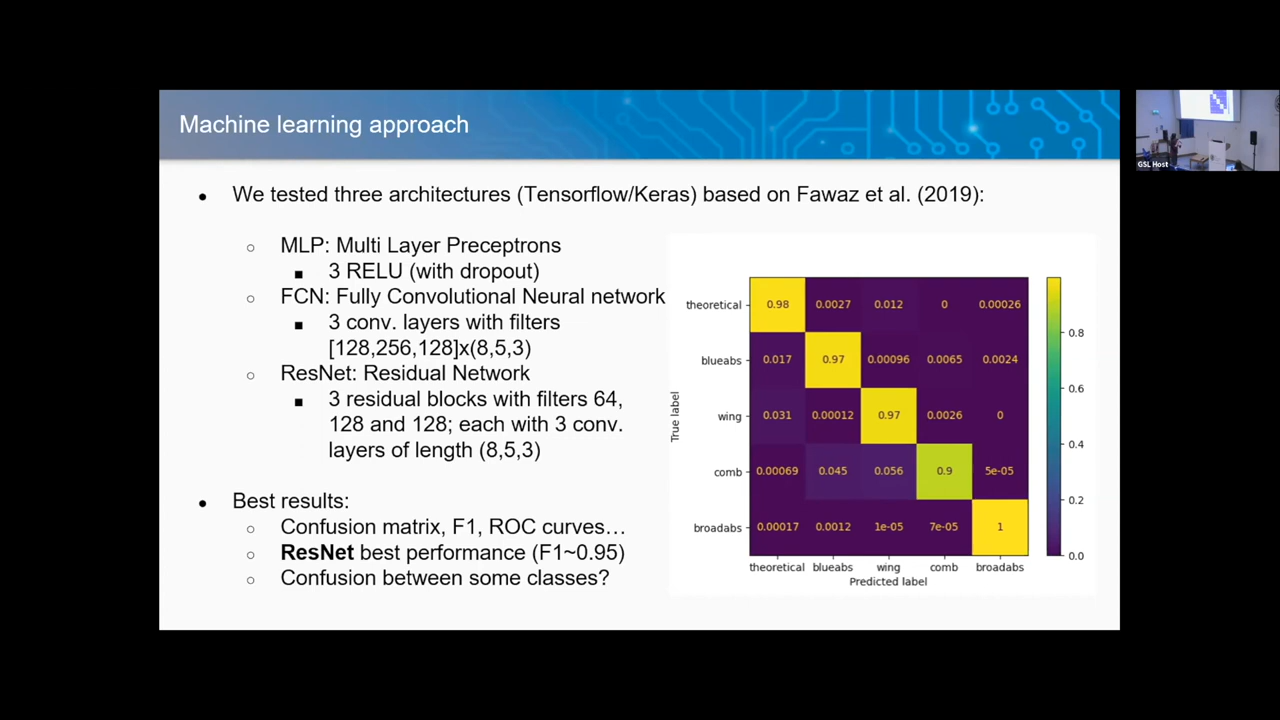 Machine learning approach
GSL Host
● We tested three architectures (Tensorflow/Keras) based on Fawaz et al. (2019):
○ MLP: Multi Layer Preceptrons
■ 3 RELU (with dropout)
○ FCN: Fully Convolutional Neural network
■ 3 conv. layers with filters
[128,256,128]x(8,5,3)
○ ResNet: Residual Network
■ 3 residual blocks with filters 64,
128 and 128; each with 3 conv.
layers of length (8,5,3)
● Best results:
○ Confusion matrix, F1, ROC curves…
○ ResNet best performance (F1~0.95)
○ Confusion between some classes?
True label
theoretical 0.98 0.0027 0.012 0 0.00026
blueabs 0.017 0.97 0.00096 0.0065 0.0024
wing 0.031 0.00012 0.97 0.0026 0
comb 0.00069 0.045 0.056 0.9 5e-05
broadabs 0.00017 0.0012 1e-05 7e-05 1
theoretical blueabs wing comb broadabs
Predicted label
0.8
0.6
0.4
0.2
0.0